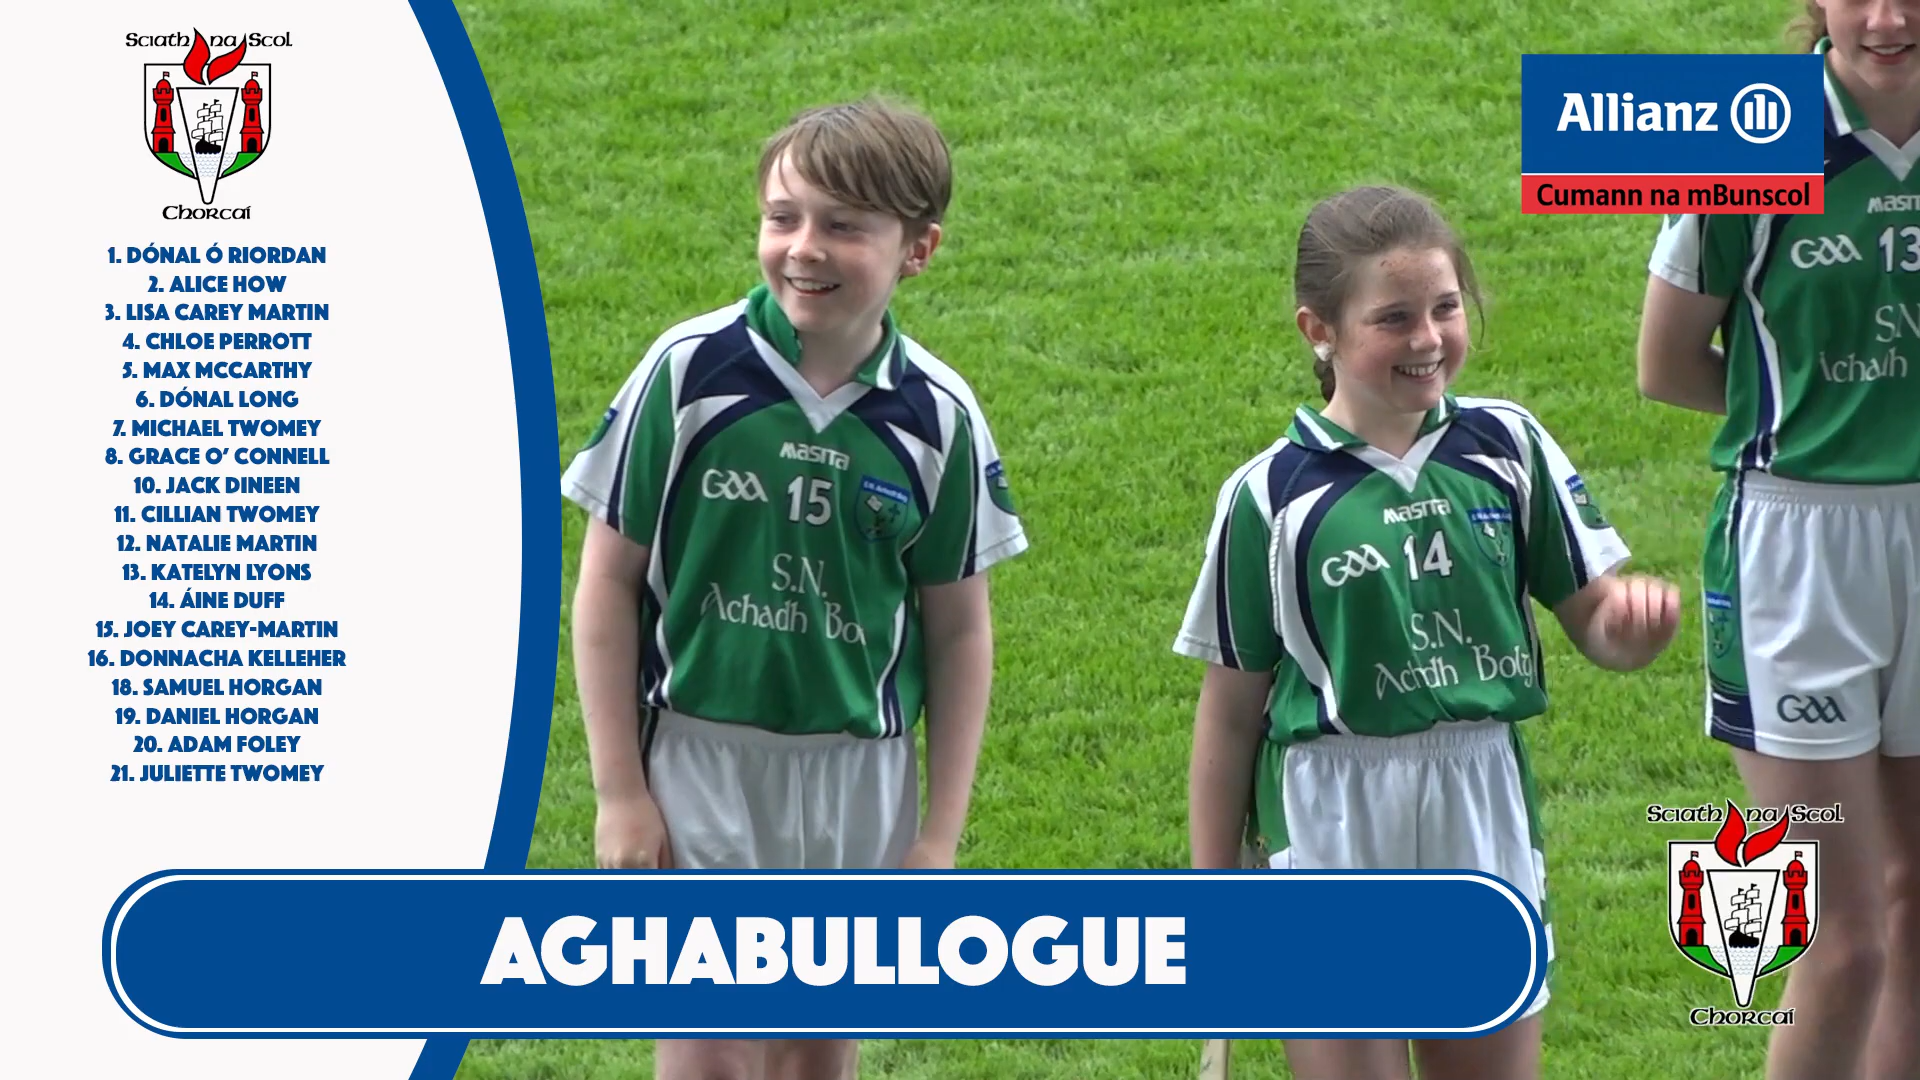 Sciath na Scol
Chorcaí
1. DÓNAL Ó RIORDAN
2. ALICE HOW
3. LISA CAREY MARTIN
4. CHLOE PERROTT
5. MAX MCCARTHY
6. DÓNAL LONG
7. MICHAEL TWOMEY
8. GRACE O' CONNELL
10. JACK DINEEN
11. CILLIAN TWOMEY
12. NATALIE MARTIN
13. KATELYN LYONS
14. ÁINE DUFF
15. JOEY CAREY-MARTIN
16. DONNACHA KELLEHER
18. SAMUEL HORGAN
19. DANIEL HORGAN
20. ADAM FOLEY
21. JULIETTE TWOMEY
Allianz
Cumann na mBunscol
masita
GAA 15
S.N.
Achadh
masita
GAA 14
S.N.
Achadh Bolg
GAA 13
GAA
AGHABULLOGUE
Sciath na Scol
Chorcaí